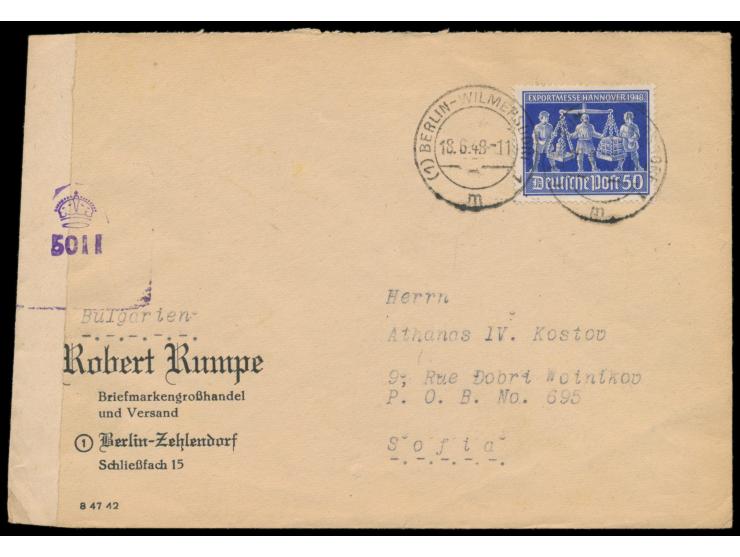 EXPORTMESSE HANNOVER 1948
Deutsche Post 50
(1) BERLIN-WILMERSD
18.6.48-11
m
m
5011
Bulgarien
Robert Rumpe
Briefmarkengroßhandel
und Versand
1 Berlin-Zehlendorf
Schließfach 15
8 47 42
Herrn
Athanas IV. Kostov
9; Rue Dobri Woinikov
P. O. B. No. 695
Sofia